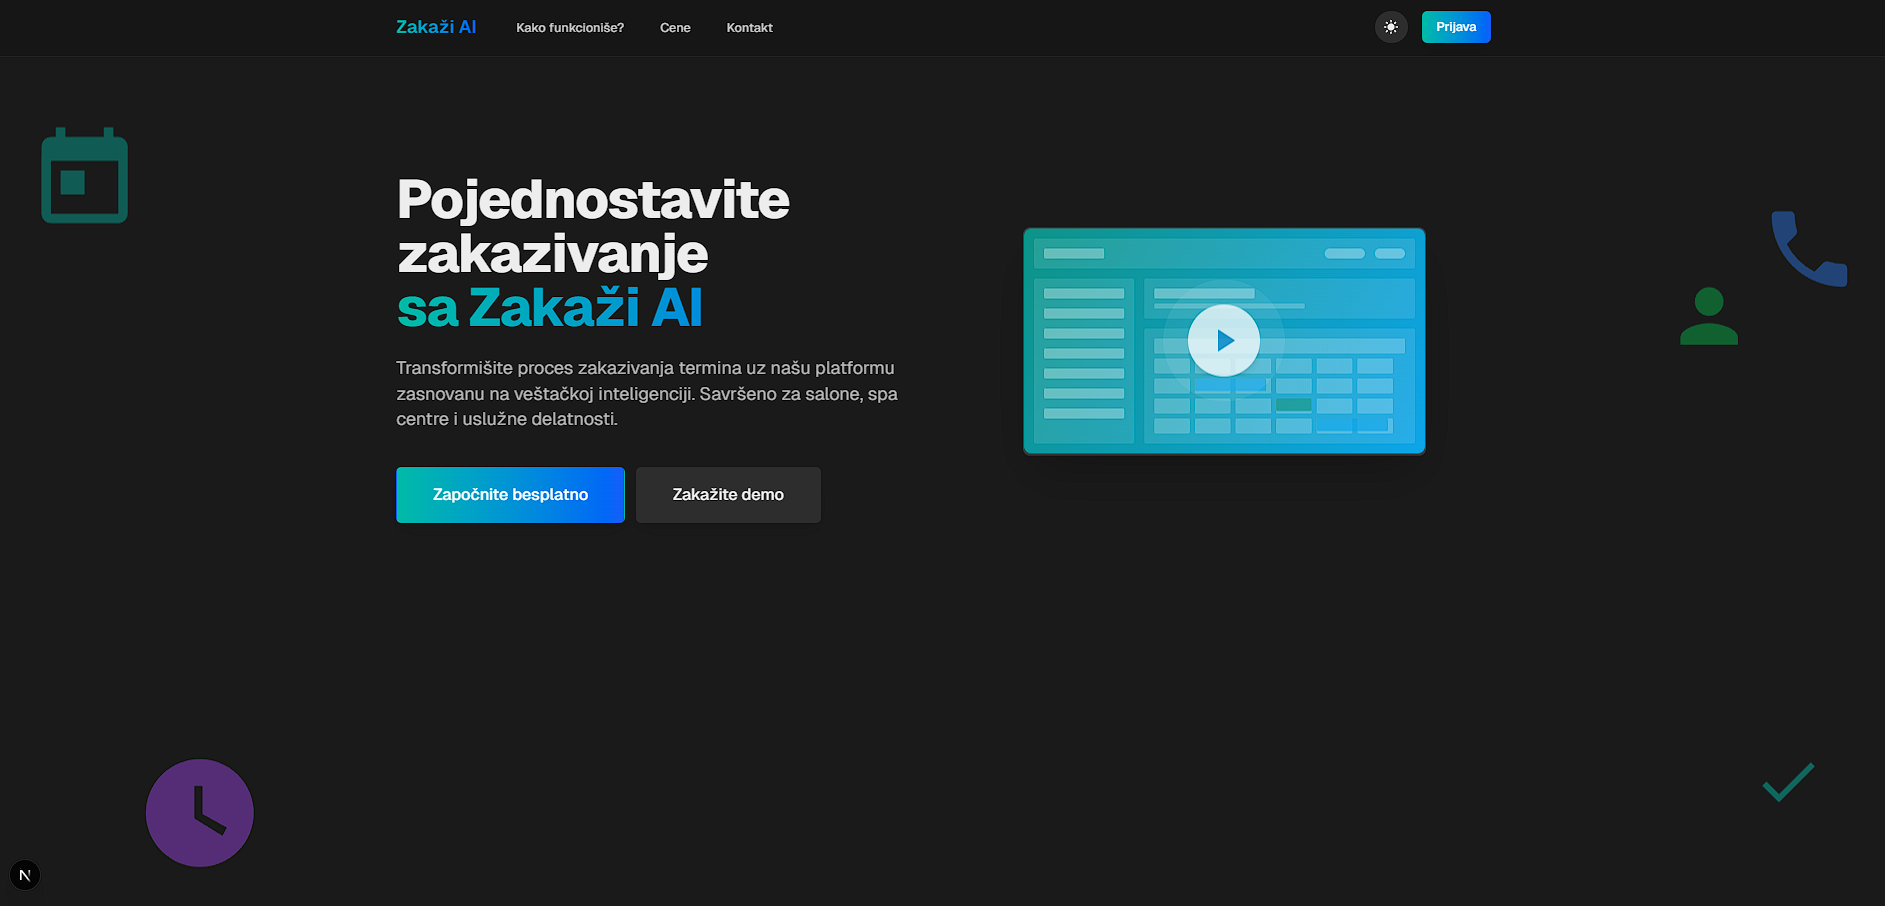 Zakaži AI
Kako funkcioniše?
Cene
Kontakt
Prijava
Pojednostavite
zakazivanje
sa Zakaži AI
Transformišite proces zakazivanja termina uz našu platformu
zasnovanu na veštačkoj inteligenciji. Savršeno za salone, spa
centre i uslužne delatnosti.
Započnite besplatno
Zakažite demo
N